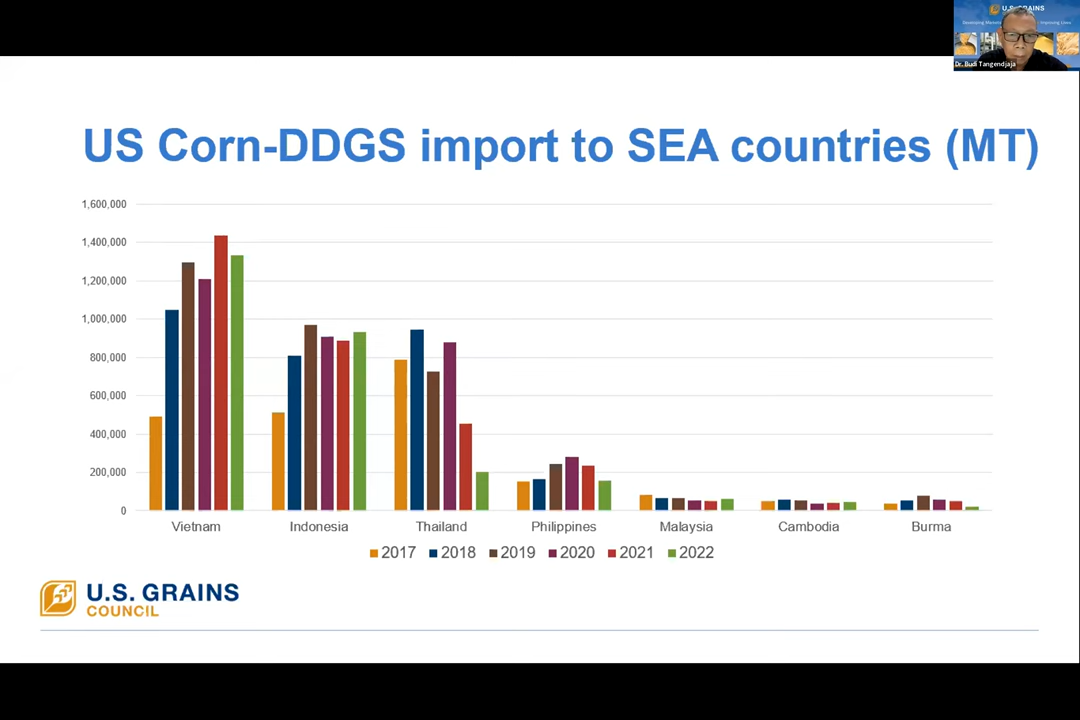 U.S. GRAINS
Dr. Budi Tangendjaja
US Corn-DDGS import to SEA countries (MT)
1,600,000
1,400,000
1,200,000
1,000,000
800,000
600,000
400,000
200,000
0
Vietnam Indonesia Thailand Philippines Malaysia Cambodia Burma
2017 2018 2019 2020 2021 2022
U.S. GRAINS
COUNCIL